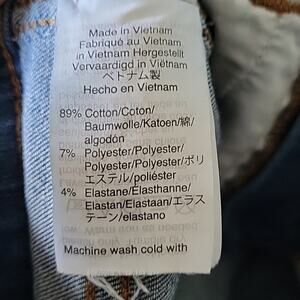 Made in Vietnam
Fabriqué au Vietnam
in Vietnam Hergestellt
Vervaardigd in Viëtnam
ベトナム製
Hecho en Vietnam
89% Cotton/Coton/
Baumwolle/Katoen/綿/
algodón
7% Polyester/Polyester/
Polyester/Polyester/ポリ
エステル/poliéster
4% Elastane/Élasthanne/
Elastan/Elastaan/エラス
テーン/elastano
Machine wash cold with